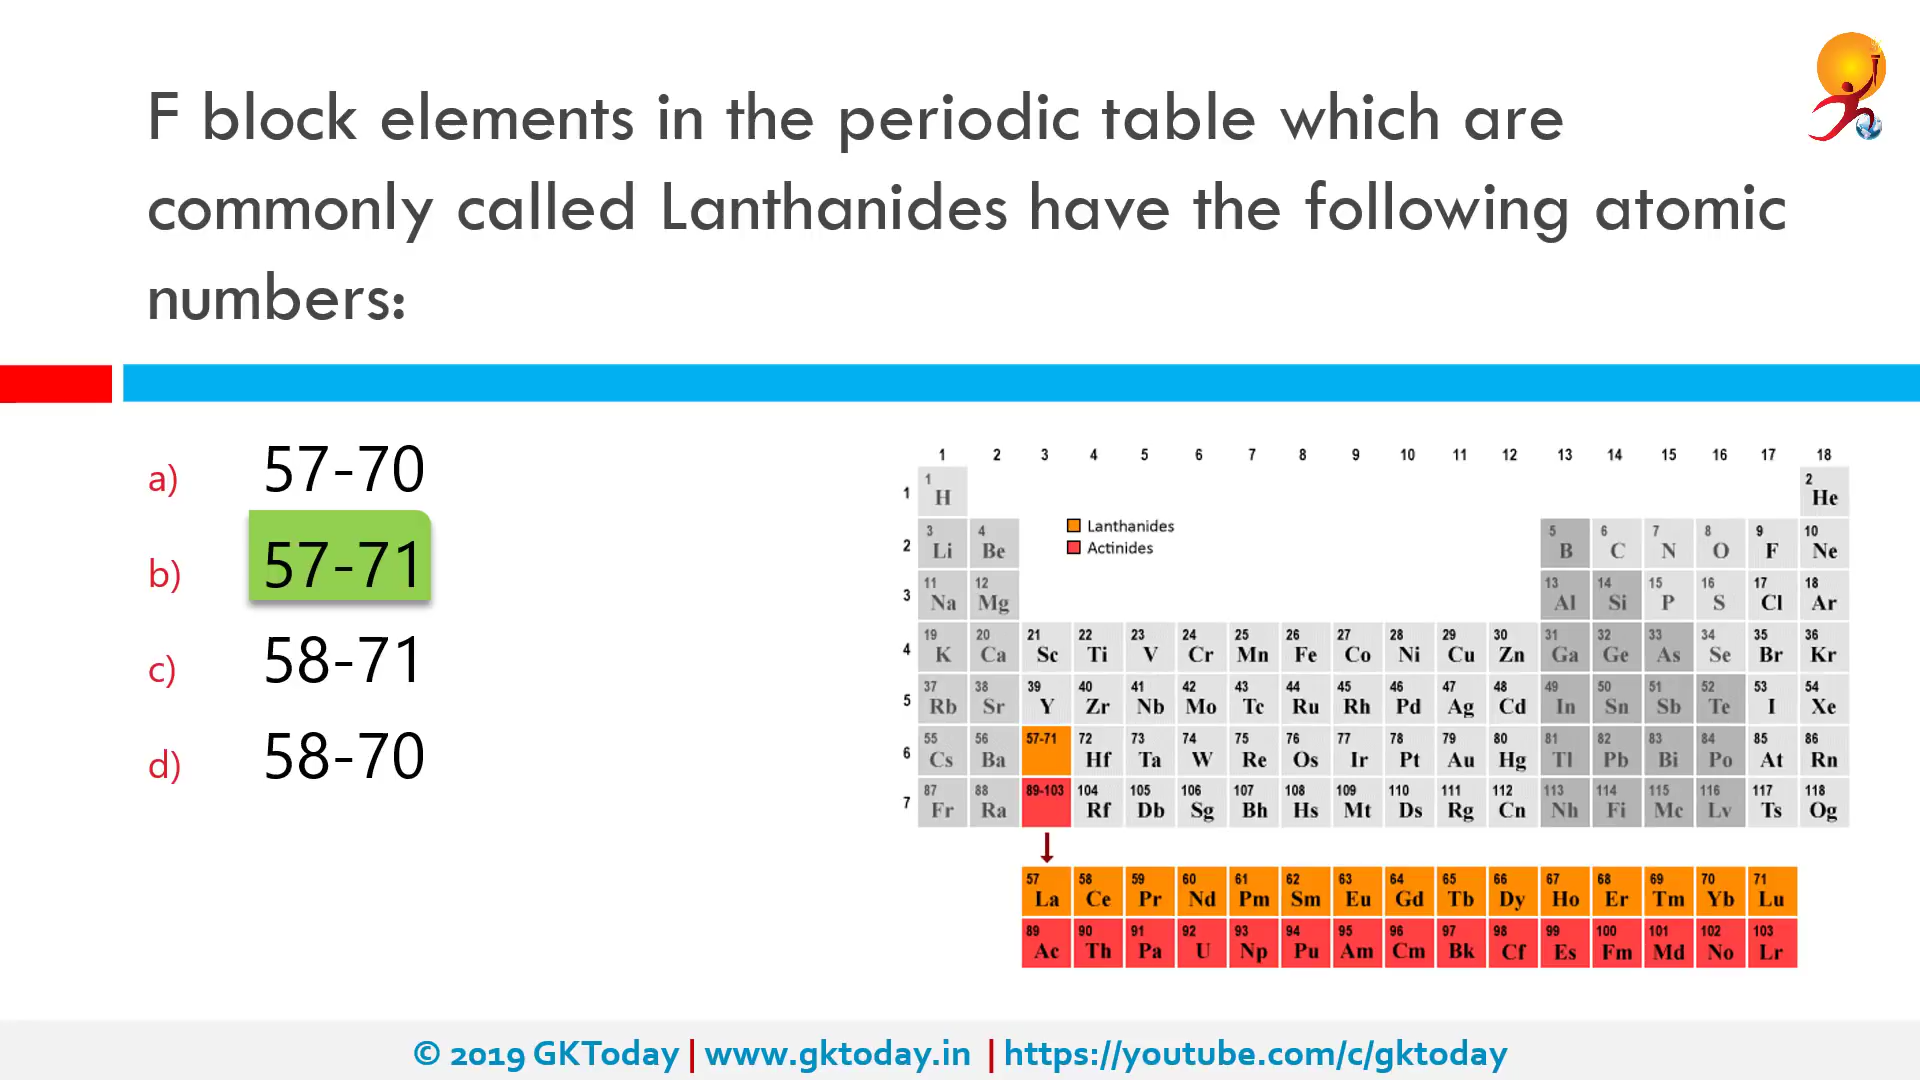 F block elements in the periodic table which are
commonly called Lanthanides have the following atomic
numbers:
a) 57-70
b) 57-71
c) 58-71
d) 58-70
1 2 3 4 5 6 7 8 9 10 11 12 13 14 15 16 17 18
1 1 H 2 He
Lanthanides
Actinides
2 3 Li 4 Be 5 B 6 C 7 N 8 O 9 F 10 Ne
3 11 Na 12 Mg 13 Al 14 Si 15 P 16 S 17 Cl 18 Ar
4 19 K 20 Ca 21 Sc 22 Ti 23 V 24 Cr 25 Mn 26 Fe 27 Co 28 Ni 29 Cu 30 Zn 31 Ga 32 Ge 33 As 34 Se 35 Br 36 Kr
5 37 Rb 38 Sr 39 Y 40 Zr 41 Nb 42 Mo 43 Tc 44 Ru 45 Rh 46 Pd 47 Ag 48 Cd 49 In 50 Sn 51 Sb 52 Te 53 I 54 Xe
6 55 Cs 56 Ba 57-71 72 Hf 73 Ta 74 W 75 Re 76 Os 77 Ir 78 Pt 79 Au 80 Hg 81 Tl 82 Pb 83 Bi 84 Po 85 At 86 Rn
7 87 Fr 88 Ra 89-103 104 Rf 105 Db 106 Sg 107 Bh 108 Hs 109 Mt 110 Ds 111 Rg 112 Cn 113 Nh 114 Fi 115 Mc 116 Lv 117 Ts 118 Og
57 La 58 Ce 59 Pr 60 Nd 61 Pm 62 Sm 63 Eu 64 Gd 65 Tb 66 Dy 67 Ho 68 Er 69 Tm 70 Yb 71 Lu
89 Ac 90 Th 91 Pa 92 U 93 Np 94 Pu 95 Am 96 Cm 97 Bk 98 Cf 99 Es 100 Fm 101 Md 102 No 103 Lr
© 2019 GKToday | www.gktoday.in | https://youtube.com/c/gktoday